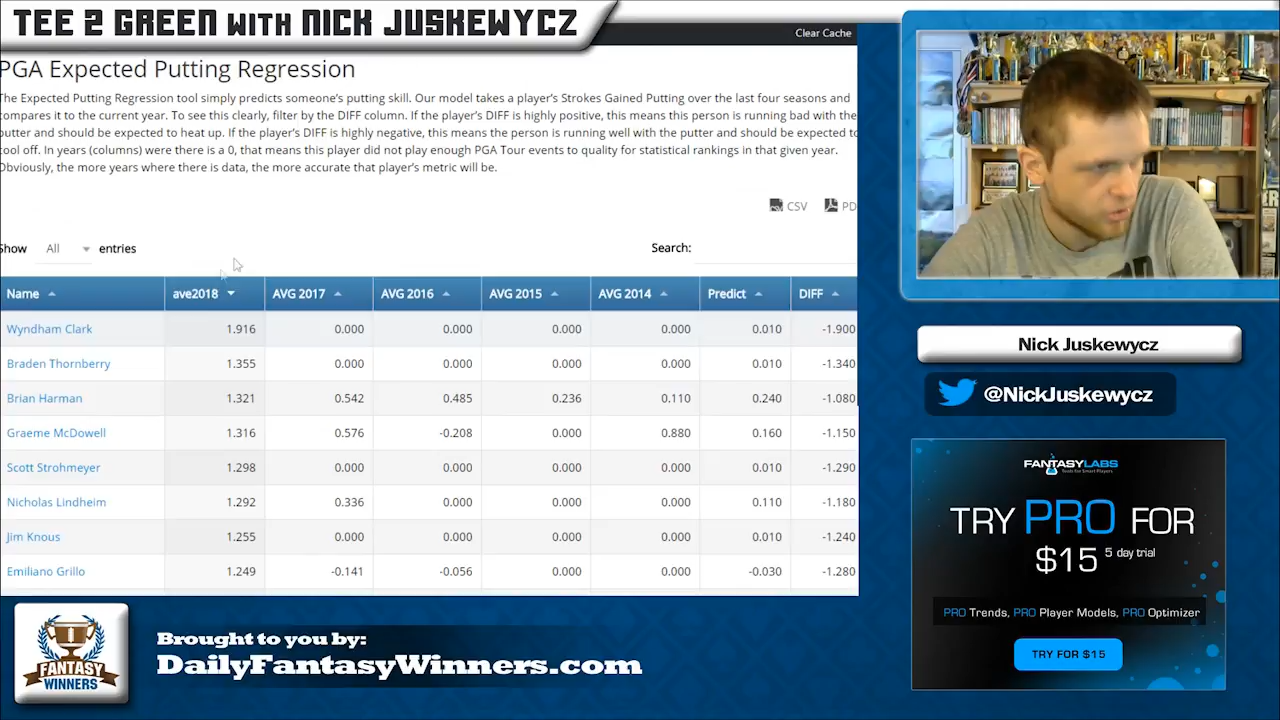 TEE 2 GREEN WITH NICK JUSKEWYCZ
Clear Cache
PGA Expected Putting Regression
The Expected Putting Regression tool simply predicts someone's putting skill. Our model takes a player's Strokes Gained Putting over the last four seasons and
compares it to the current year. To see this clearly, filter by the DIFF column. If the player's DIFF is highly positive, this means this person is running bad with the
putter and should be expected to heat up. If the player's DIFF is highly negative, this means the person is running well with the putter and should be expected to
cool off. In years (columns) were there is a 0, that means this player did not play enough PGA Tour events to quality for statistical rankings in that given year.
Obviously, the more years where there is data, the more accurate that player's metric will be.
CSV PD
Show All entries Search:
Name ave2018 AVG 2017 AVG 2016 AVG 2015 AVG 2014 Predict DIFF
Wyndham Clark 1.916 0.000 0.000 0.000 0.000 0.010 -1.900
Braden Thornberry 1.355 0.000 0.000 0.000 0.000 0.010 -1.340
Brian Harman 1.321 0.542 0.485 0.236 0.110 0.240 -1.080
Graeme McDowell 1.316 0.576 -0.208 0.000 0.880 0.160 -1.150
Scott Strohmeyer 1.298 0.000 0.000 0.000 0.000 0.010 -1.290
Nicholas Lindheim 1.292 0.336 0.000 0.000 0.000 0.110 -1.180
Jim Knous 1.255 0.000 0.000 0.000 0.000 0.010 -1.240
Emiliano Grillo 1.249 -0.141 -0.056 0.000 0.000 -0.030 -1.280
Nick Juskewycz
@NickJuskewycz
FANTASYLABS
Tools for Smart Players
TRY PRO FOR
$15 5 day trial
PRO Trends, PRO Player Models, PRO Optimizer
TRY FOR $15
FANTASY
WINNERS
Brought to you by:
DailyFantasyWinners.com